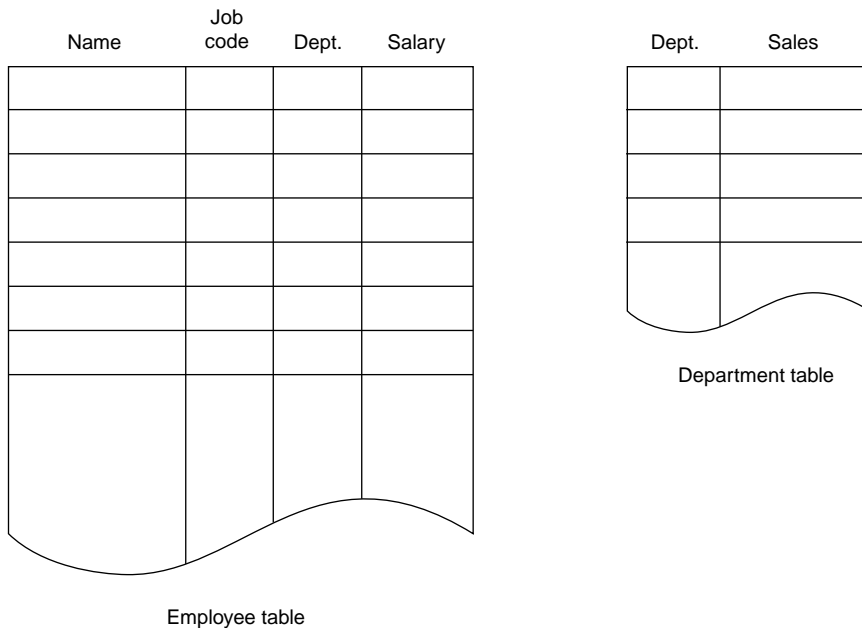 Name
Job
code
Dept.
Salary
Dept.
Sales
Department table
Employee table